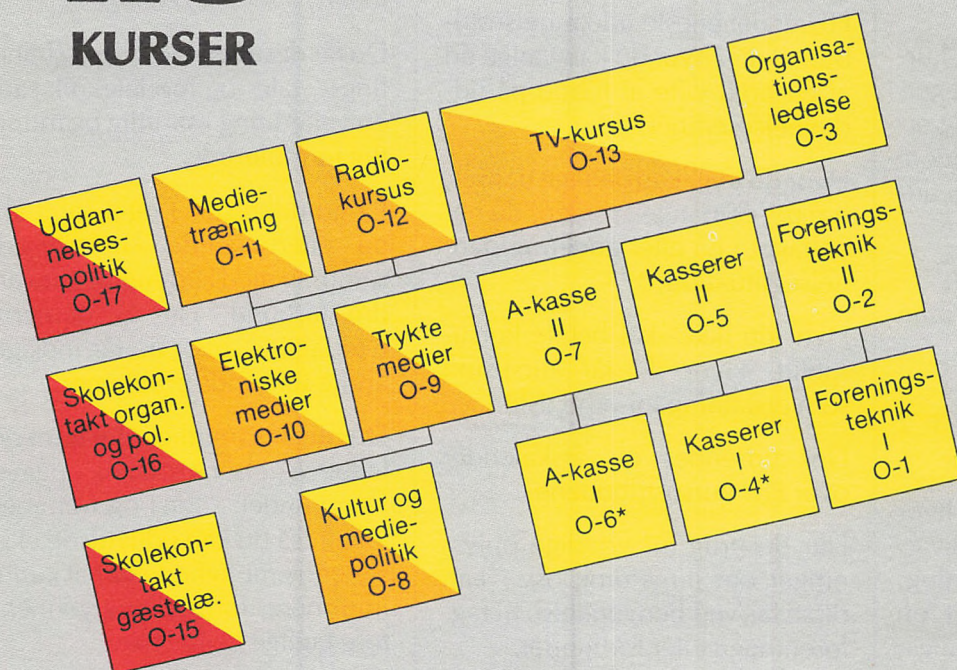 KURSER
Organisa-
tions-
ledelse
O-3
TV-kursus
O-13
Radio-
kursus
O-12
Medie-
træning
O-11
Uddan-
nelses-
politik
O-17
Forenings-
teknik
II
O-2
Kasserer
II
O-5
A-kasse
II
O-7
Trykte
medier
O-9
Elektro-
niske
medier
O-10
Skolekon-
takt organ.
og pol.
O-16
Forenings-
teknik
I
O-1
Kasserer
I
O-4*
A-kasse
I
O-6*
Kultur og
medie-
politik
O-8
Skolekon-
takt
gæstelæ.
O-15